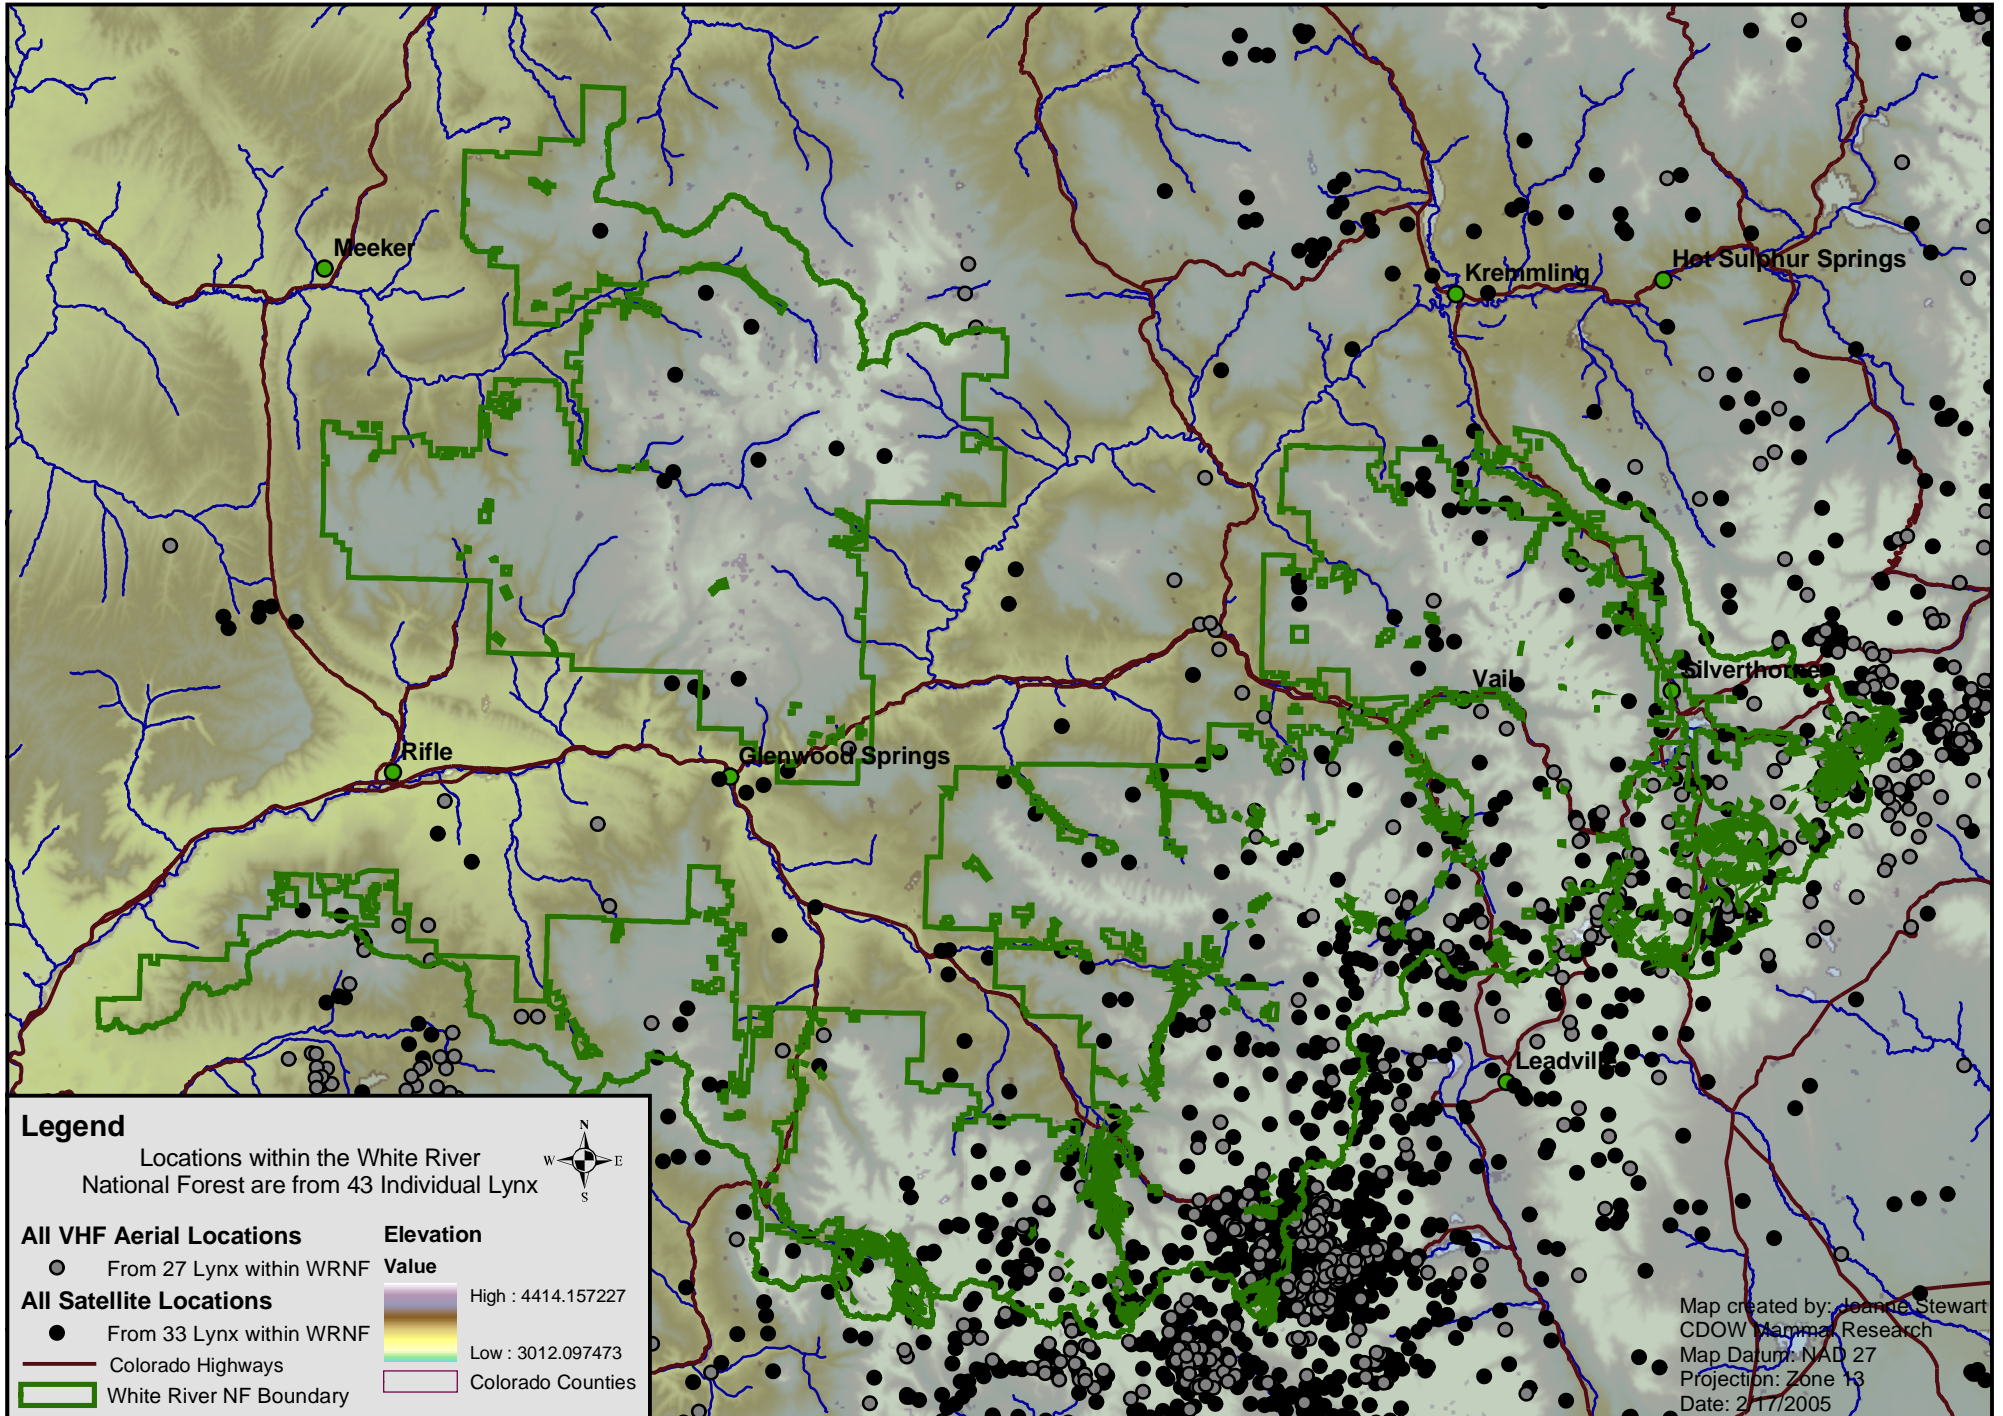 Meeker
Kremmling
Hot Sulphur Springs
Vail
Silverthorne
Rifle
Glenwood Springs
Leadville
Legend
Locations within the White River
National Forest are from 43 Individual Lynx
N
W E
S
All VHF Aerial Locations
From 27 Lynx within WRNF
All Satellite Locations
From 33 Lynx within WRNF
Colorado Highways
White River NF Boundary
Elevation
Value
High : 4414.157227
Low : 3012.097473
Colorado Counties
Map created by: Joanne Stewart
CDOW Mammal Research
Map Datum: NAD 27
Projection: Zone 13
Date: 2/17/2005